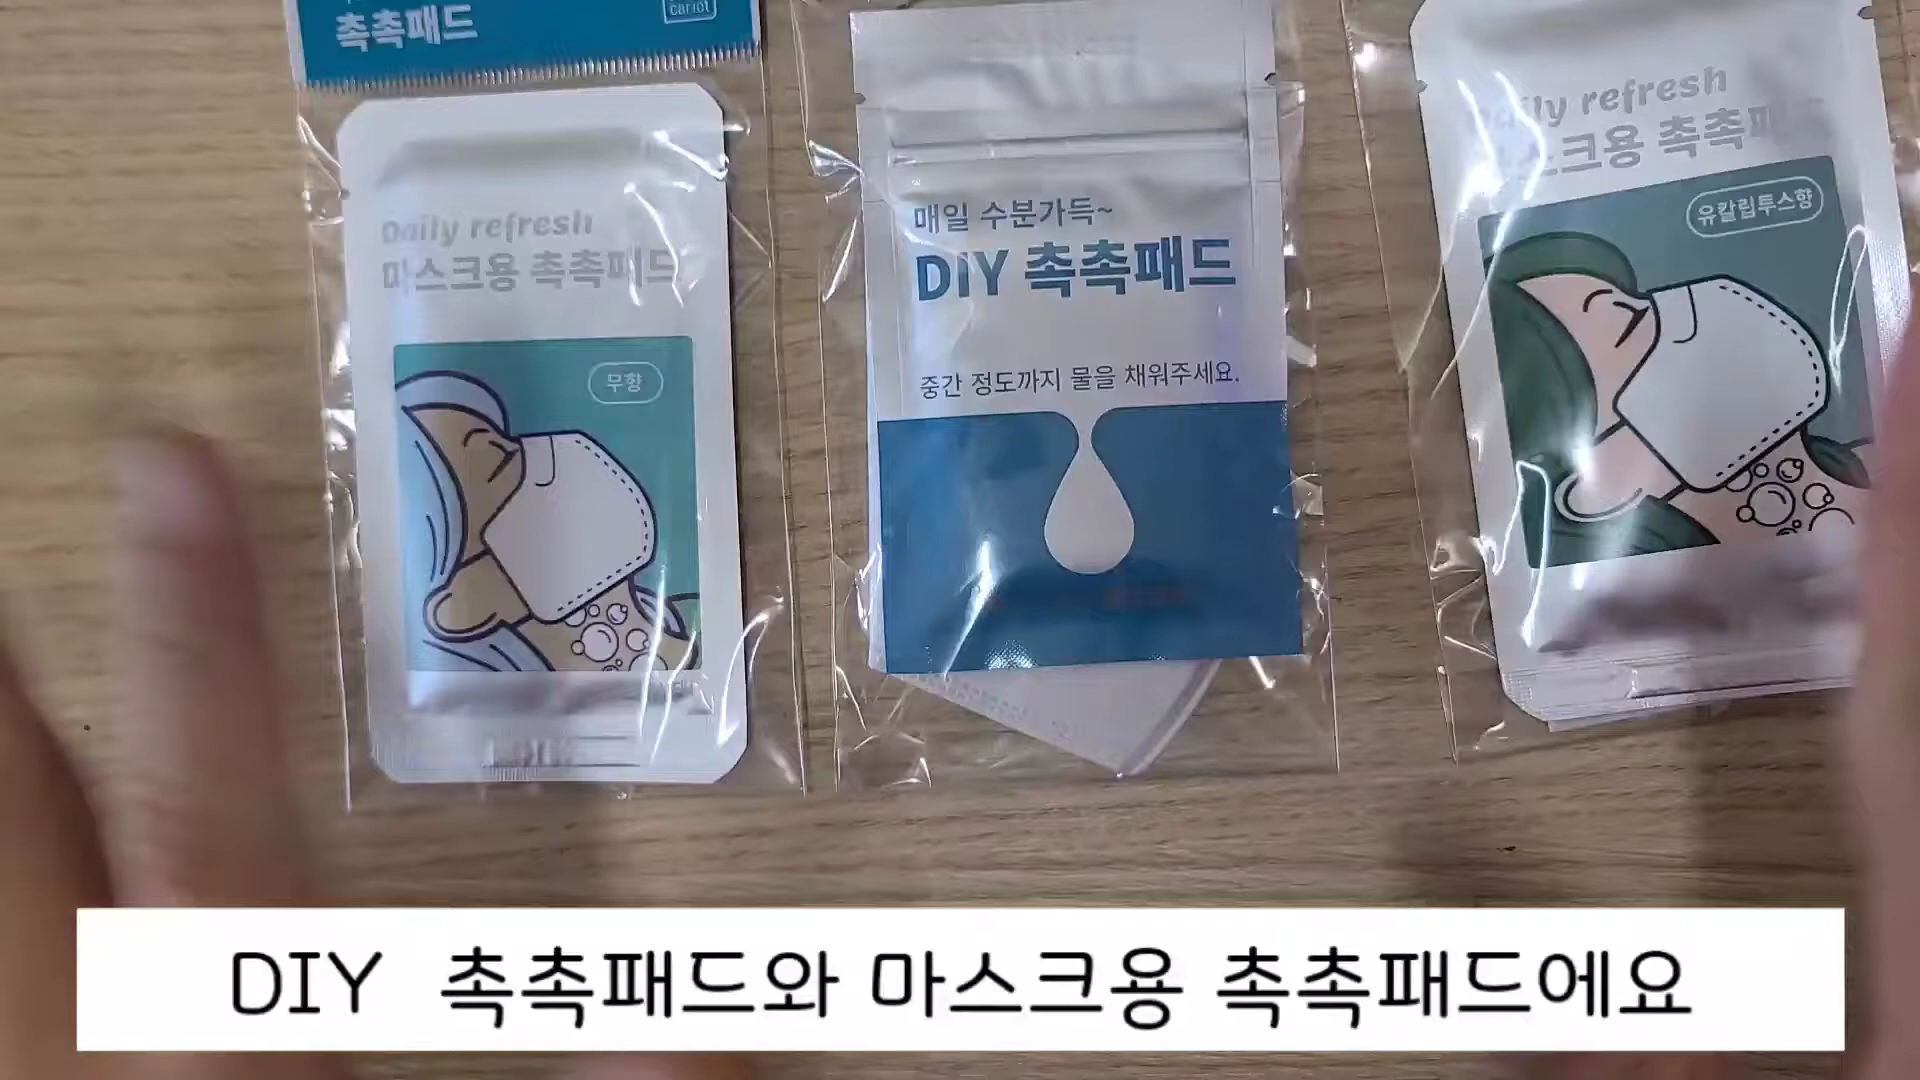 촉촉패드
carrot
Daily refresh
마스크용 촉촉패드
무향
매일 수분가득~
DIY 촉촉패드
중간 정도까지 물을 채워주세요.
Daily refresh
마스크용 촉촉패드
유칼립투스향
DIY 촉촉패드와 마스크용 촉촉패드에요